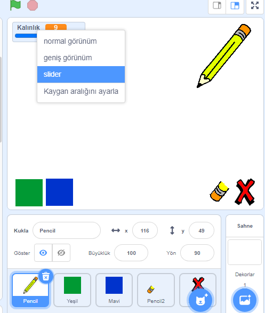 Kalınlık
normal görünüm
geniş görünüm
slider
Kaygan aralığını ayarla
Kukla Pencil x 116 y 49
Göster Büyüklük 100 Yön 90
Sahne
Dekorlar
Pencil Yeşil Mavi Pencil2